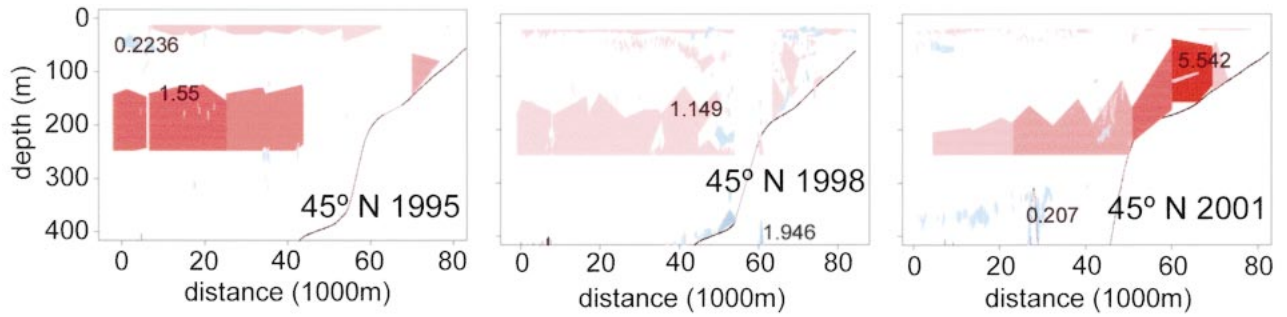 depth (m)
0
100
200
300
400
0.2236
1.55
45º N 1995
0 20 40 60 80
distance (1000m)
1.149
45º N 1998
1.946
0 20 40 60 80
distance (1000m)
5.542
0.207
45º N 2001
0 20 40 60 80
distance (1000m)